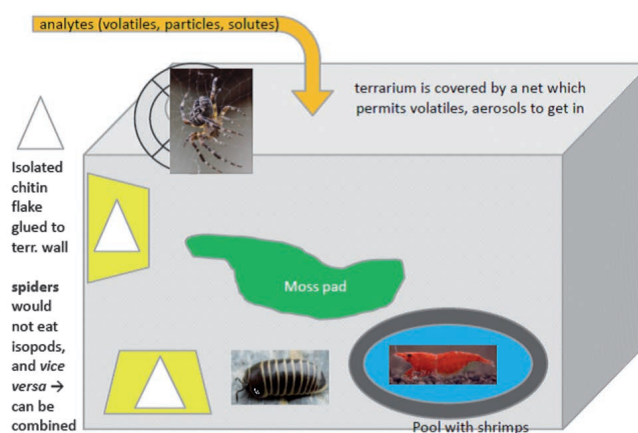 analytes (volatiles, particles, solutes)
terrarium is covered by a net which
permits volatiles, aerosols to get in
Isolated
chitin
flake
glued to
terr. wall
spiders
would
not eat
isopods,
and vice
versa →
can be
combined
Moss pad
Pool with shrimps